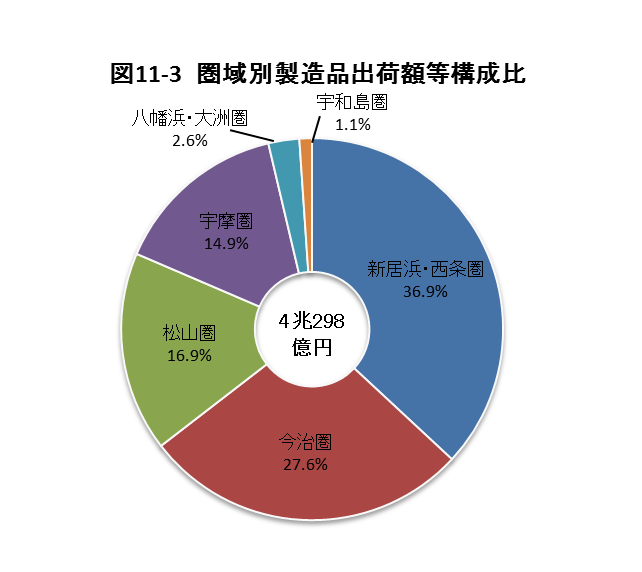 図11-3 圏域別製造品出荷額等構成比
宇和島圏
1.1%
八幡浜・大洲圏
2.6%
宇摩圏
14.9%
新居浜・西条圏
36.9%
４兆298
億円
松山圏
16.9%
今治圏
27.6%